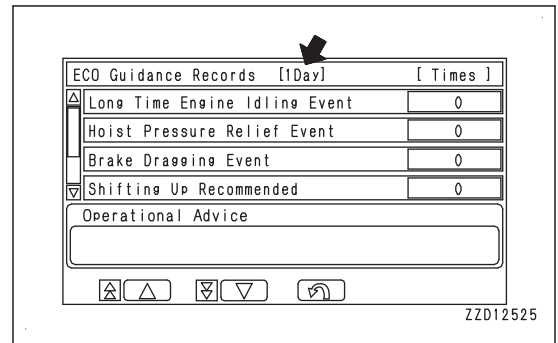 ECO Guidance Records [1Day] [ Times ]
Long Time Engine Idling Event 0
Hoist Pressure Relief Event 0
Brake Dragging Event 0
Shifting Up Recommended 0
Operational Advice
ZZD12525